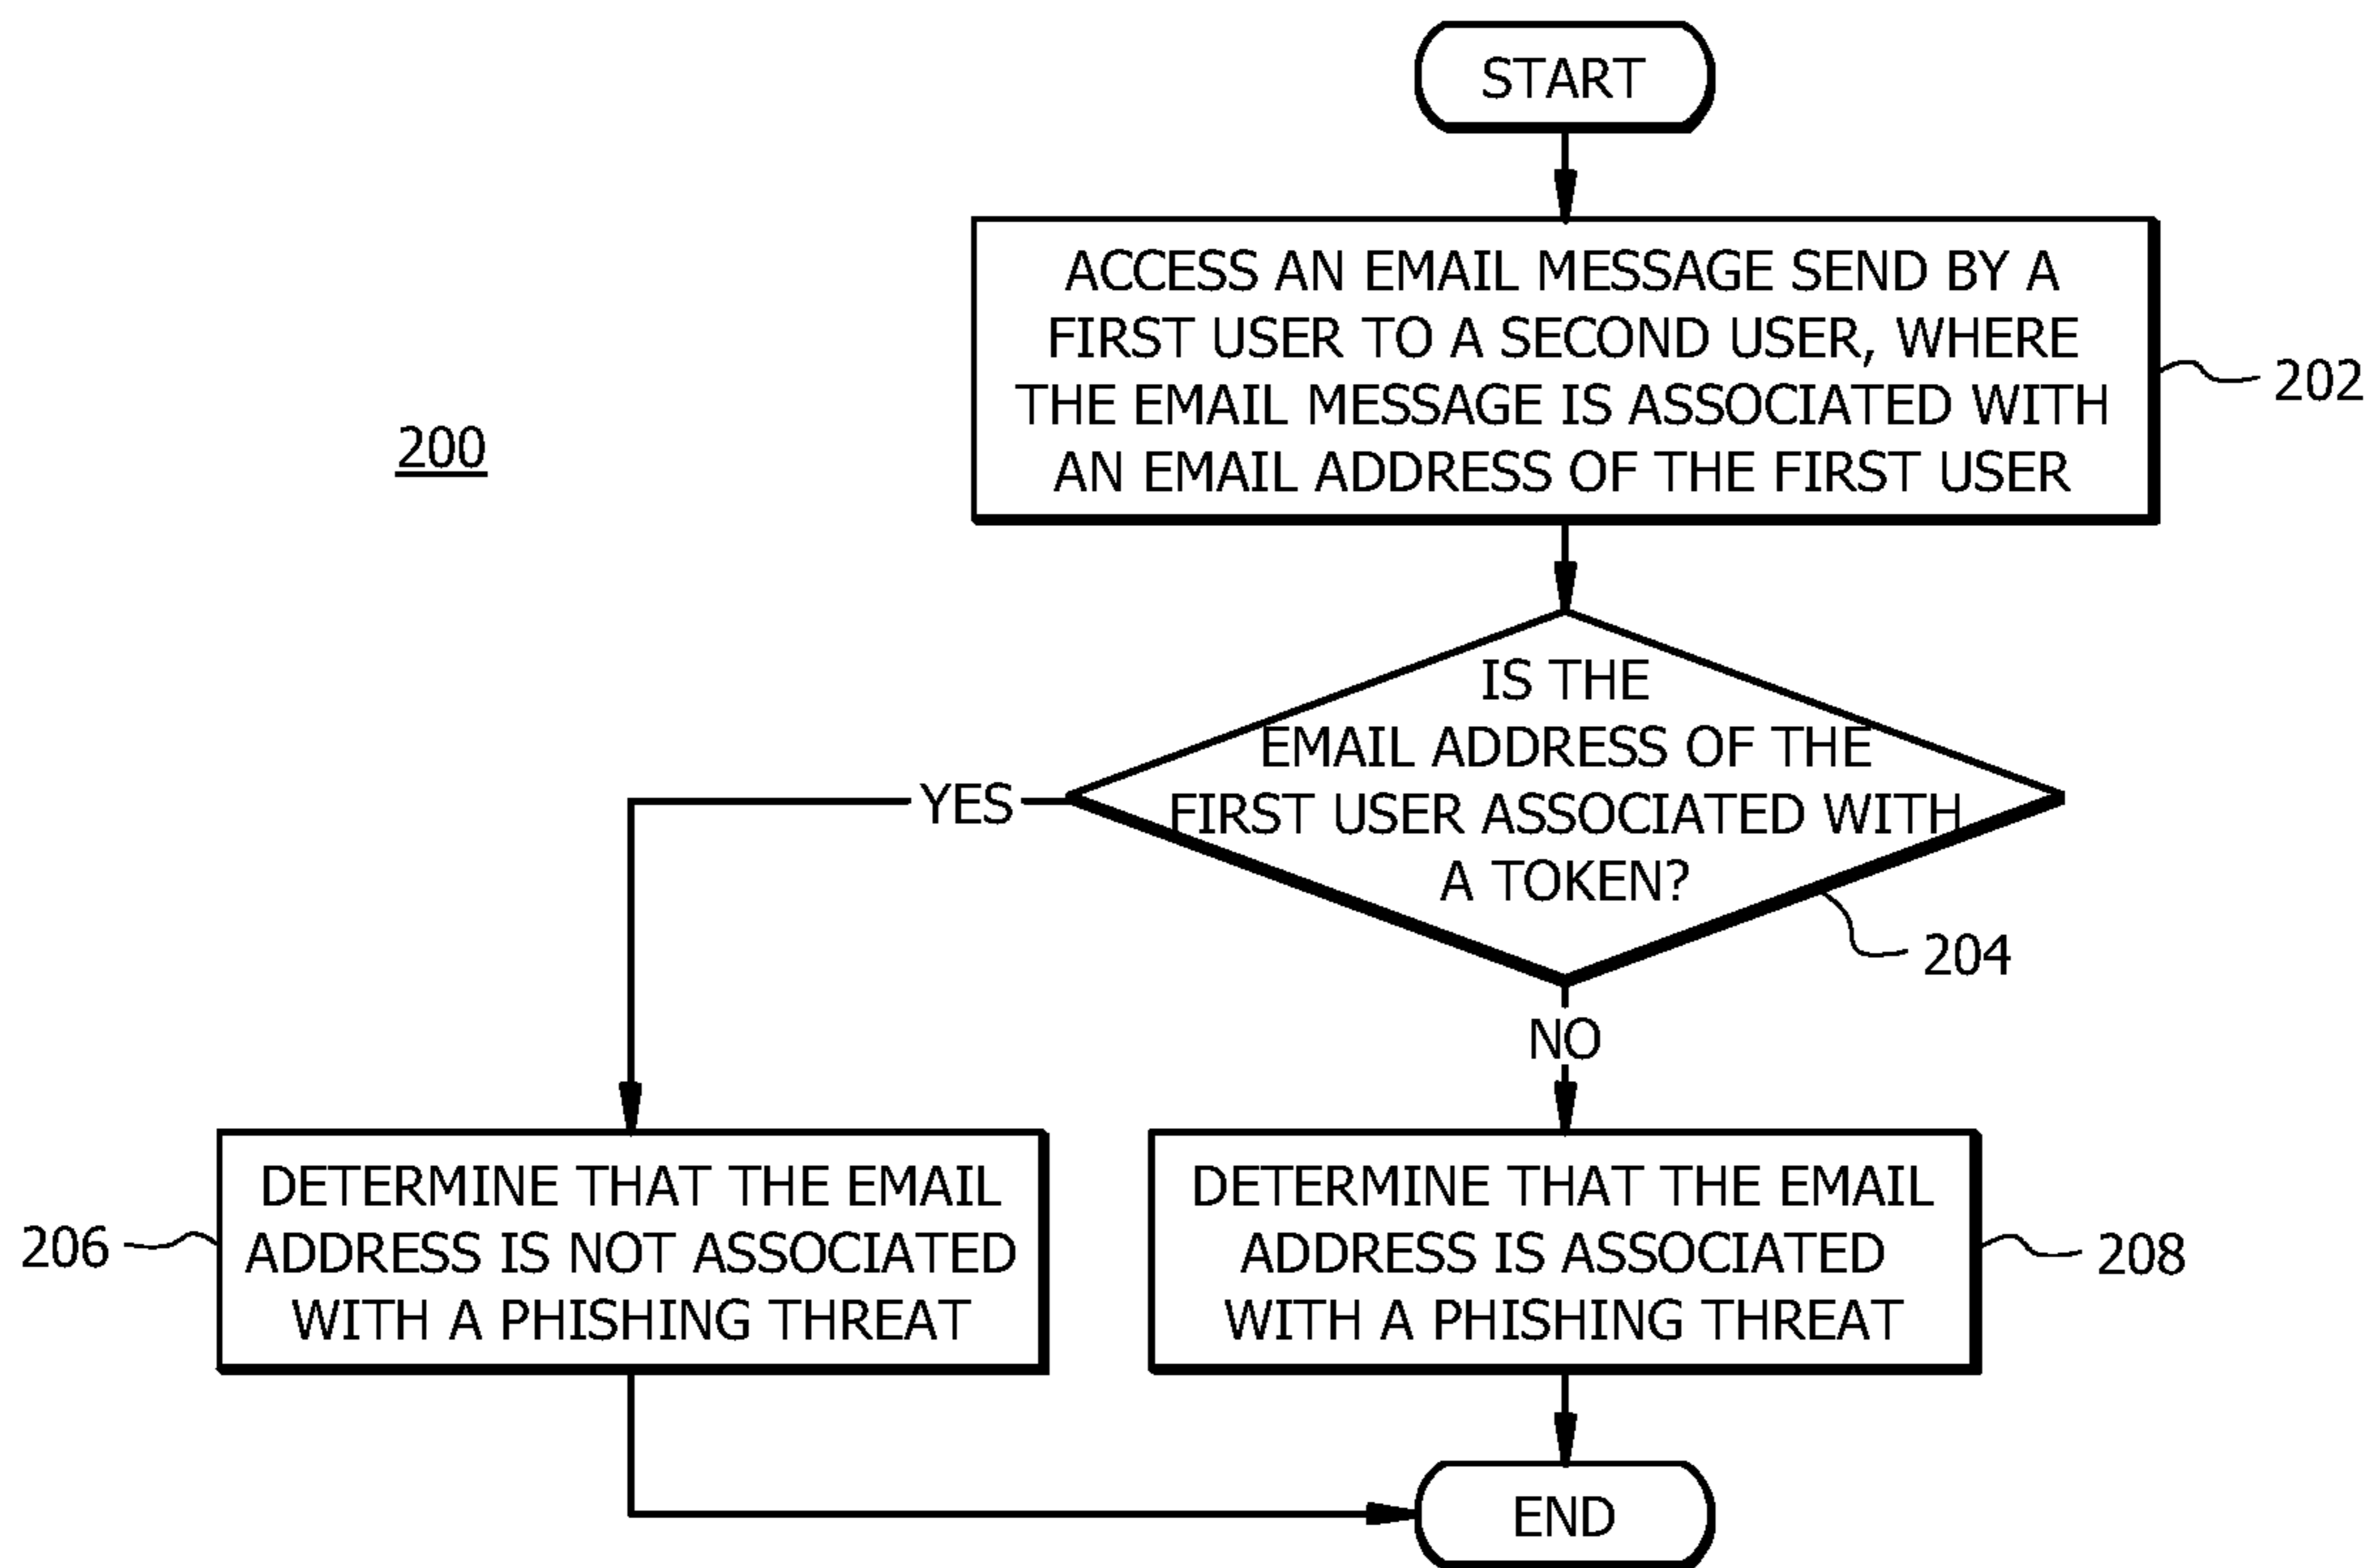 START
ACCESS AN EMAIL MESSAGE SEND BY A
FIRST USER TO A SECOND USER, WHERE
THE EMAIL MESSAGE IS ASSOCIATED WITH
AN EMAIL ADDRESS OF THE FIRST USER
202
200
IS THE
EMAIL ADDRESS OF THE
FIRST USER ASSOCIATED WITH
A TOKEN?
YES
204
NO
DETERMINE THAT THE EMAIL
ADDRESS IS NOT ASSOCIATED
WITH A PHISHING THREAT
206
DETERMINE THAT THE EMAIL
ADDRESS IS ASSOCIATED
WITH A PHISHING THREAT
208
END